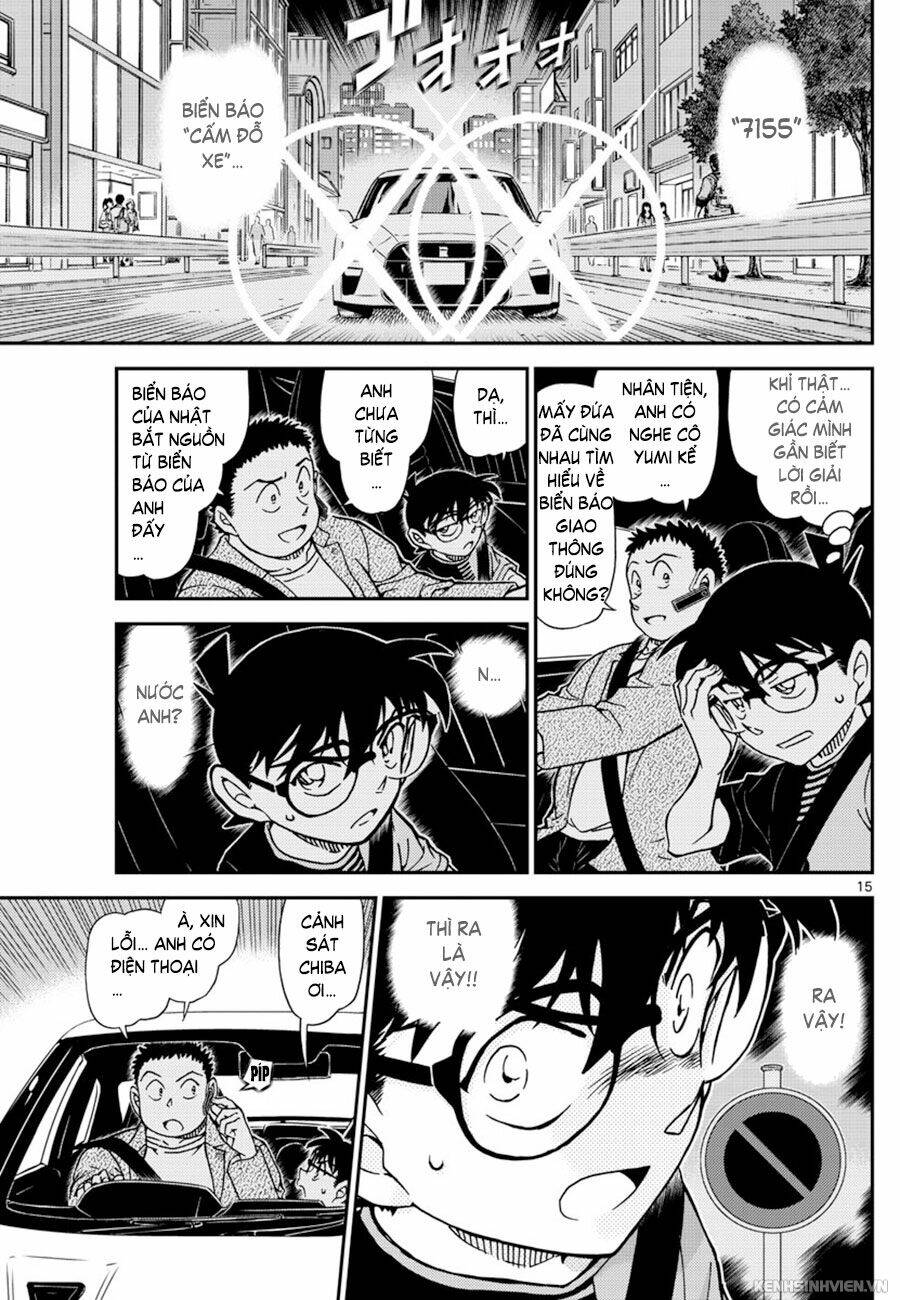 ゴォォォ
"7155"
BIỂN BÁO
"CẤM ĐỖ
XE"...
KHỈ THẬT...
CÓ CẢM
GIÁC MÌNH
GẦN BIẾT
LỜI GIẢI
RỒI...
NHÂN TIỆN,
ANH CÓ
NGHE CÔ
YUMI KỂ
...
MẤY ĐỨA
ĐÃ CÙNG
NHAU TÌM
HIỂU VỀ
BIỂN BÁO
GIAO
THÔNG
ĐÚNG
KHÔNG?
DẠ,
THÌ...
ANH
CHƯA
TỪNG
BIẾT
...
BIỂN BÁO
CỦA NHẬT
BẮT NGUỒN
TỪ BIỂN
BÁO CỦA
ANH
ĐẤY
...
N...
NƯỚC
ANH?
15
RA
VẬY!
THÌ RA
LÀ
VẬY!!
CẢNH
SÁT
CHIBA
ƠI...
À, XIN
LỖI... ANH CÓ
ĐIỆN THOẠI
...
PÍP
KENHSINHVIEN.VN